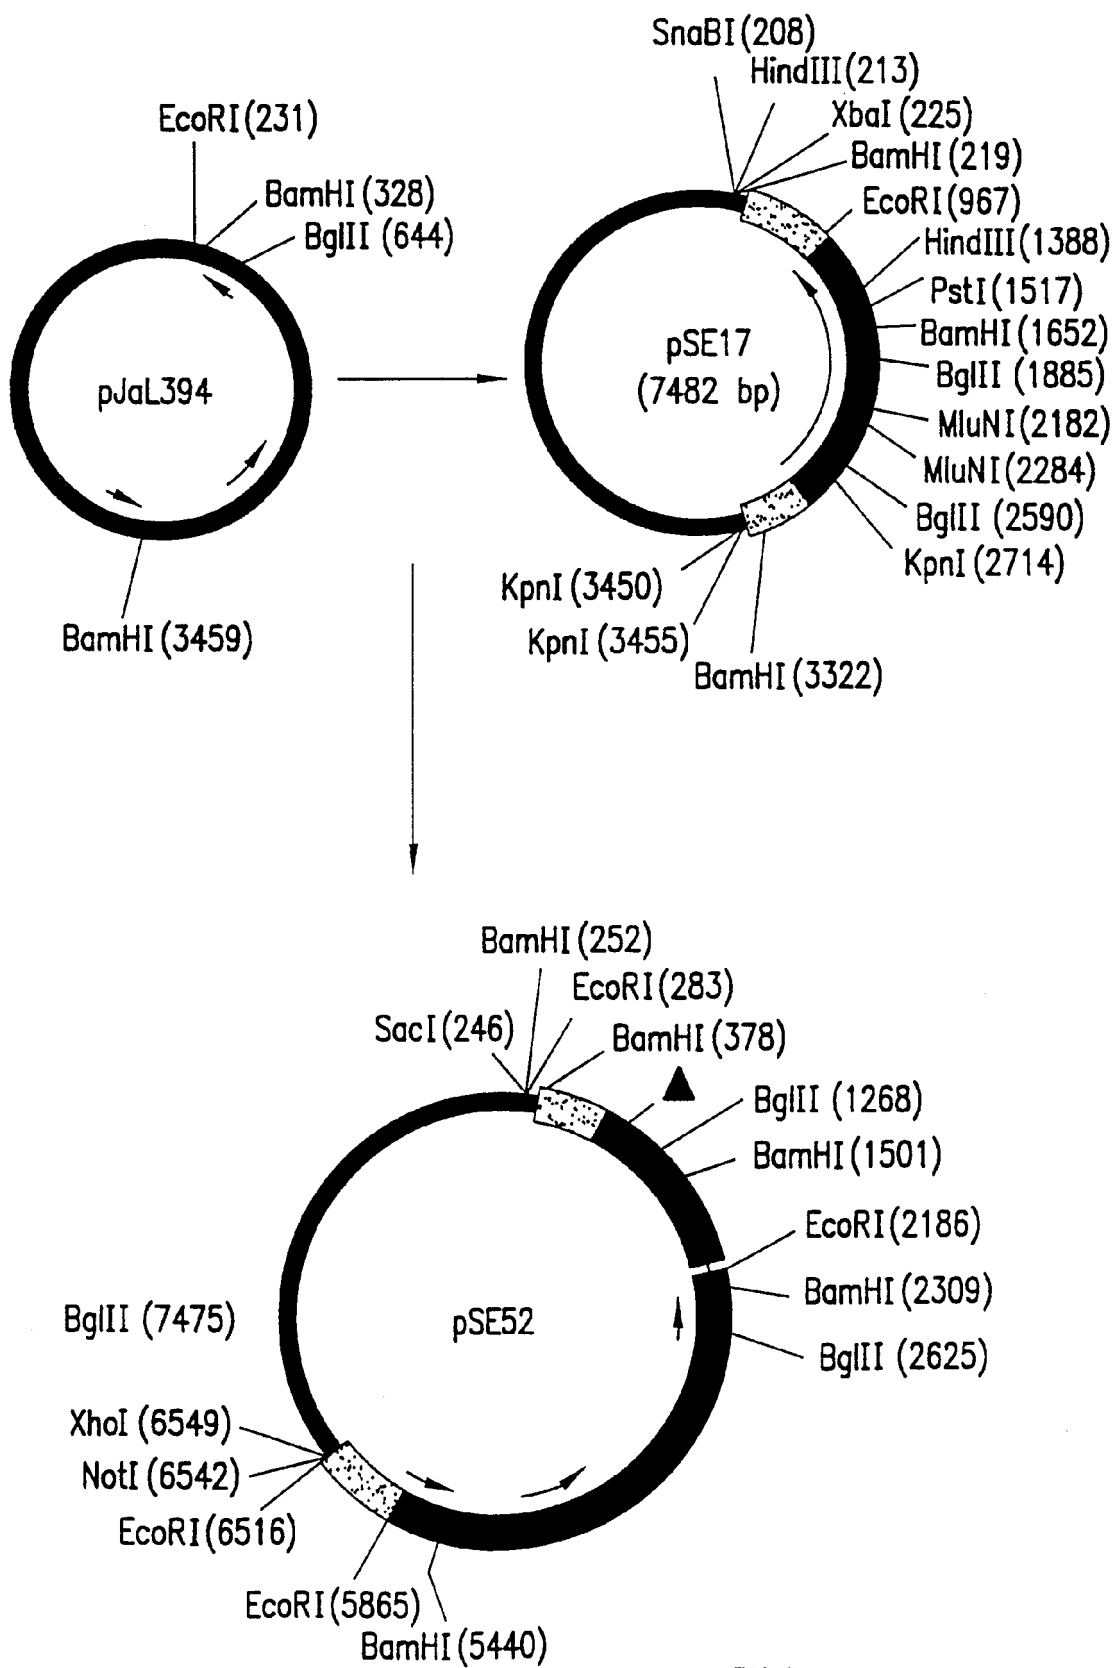 SnaBI(208)
HindIII(213)
XbaI(225)
BamHI(219)
EcoRI(967)
HindIII(1388)
PstI(1517)
BamHI(1652)
BglII (1885)
MluNI(2182)
MluNI(2284)
BglII (2590)
KpnI(2714)
EcoRI(231)
BamHI(328)
BglII (644)
pJaL394
pSE17
(7482 bp)
KpnI(3450)
KpnI(3455)
BamHI(3322)
BamHI(3459)
BamHI(252)
EcoRI(283)
SacI(246)
BamHI(378)
BglII (1268)
BamHI(1501)
EcoRI(2186)
BamHI(2309)
BglII (2625)
BglII (7475)
pSE52
XhoI(6549)
NotI(6542)
EcoRI(6516)
EcoRI(5865)
BamHI(5440)